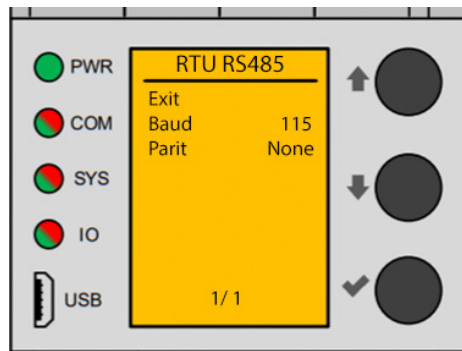 PWR
COM
SYS
IO
USB
RTU RS485
Exit
Baud 115
Parit None
1/ 1